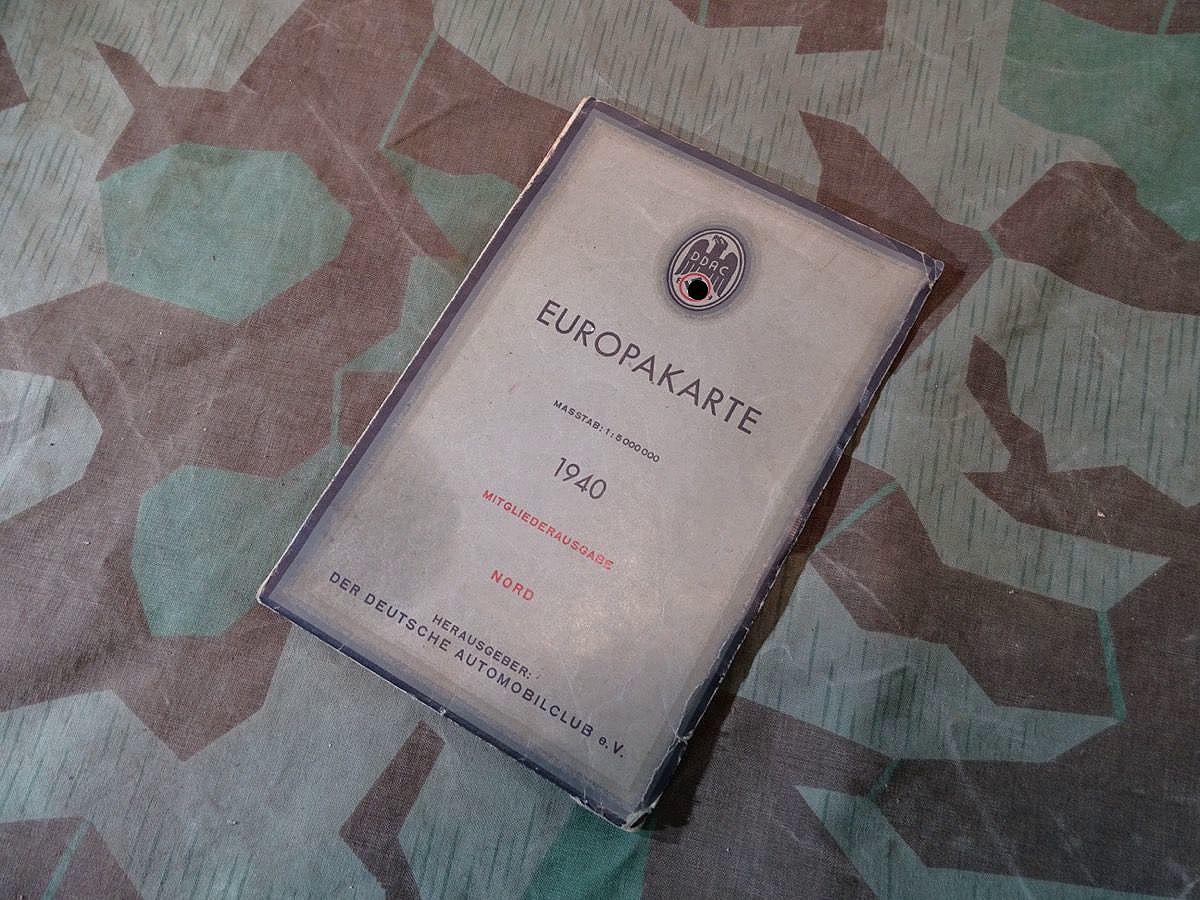 DDAC
EUROPAKARTE
MASSTAB: 1:5000000
1940
MITGLIEDERAUSGABE
NORD
HERAUSGEBER:
DER DEUTSCHE AUTOMOBILCLUB e.V.